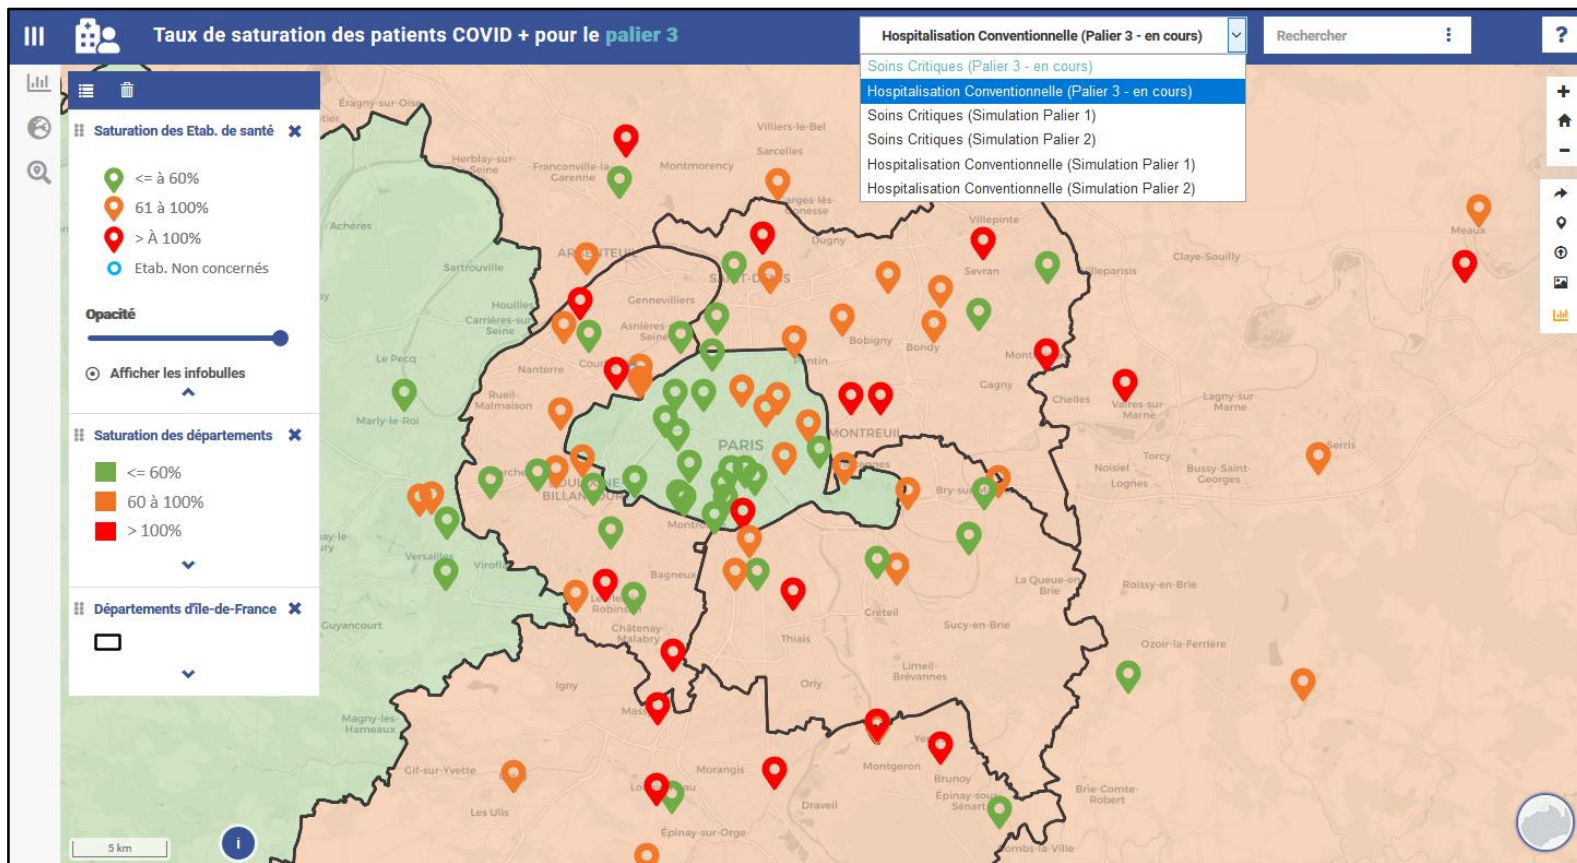 Taux de saturation des patients COVID + pour le palier 3
Hospitalisation Conventionnelle (Palier 3 - en cours)
Rechercher
?
Soins Critiques (Palier 3 - en cours)
Hospitalisation Conventionnelle (Palier 3 - en cours)
Soins Critiques (Simulation Palier 1)
Soins Critiques (Simulation Palier 2)
Hospitalisation Conventionnelle (Simulation Palier 1)
Hospitalisation Conventionnelle (Simulation Palier 2)
Saturation des Etab. de santé
<= à 60%
61 à 100%
> À 100%
Etab. Non concernés
Opacité
Afficher les infobulles
Saturation des départements
<= 60%
60 à 100%
> 100%
Départements d'île-de-France
Éragny-sur-Oise
Villiers-le-Bel
Sarcelles
Herblay-sur-
Seine
Franconville-la-
Garenne
Montmorency
Villepinte
Meaux
Achères
Dugny
Claye-Souilly
Sartrouville
Sevran
Houilles
Carrières-sur-
Seine
Gennevilliers
Asnières-
Seine
Bobigny
Bondy
Le Pecq
Nanterre
Gagny
Chelles
Rueil-
Malmaison
Vaires-sur-
Marne
Lagny-sur-
Marne
Marly-le-Roi
PARIS
MONTREUIL
Serris
Torcy
Noisiel
Lognes
Bussy-Saint-
Georges
BILLANCOURT
Versailles
Bagneux
La Queue-en-
Brie
Roissy-en-Brie
Robinson
Créteil
Guyancourt
Châtenay-
Malabry
Thiais
Sucy-en-Brie
Ozoir-la-Ferrière
Limeil-
Brévannes
Igny
Orly
Magny-les-
Hameaux
Gif-sur-Yvette
Morangis
Montgeron
Brunoy
Épinay-sous-
Sénart
Brie-Comte-
Robert
Les Ulis
Draveil
Épinay-sur-Orge
5 km
i